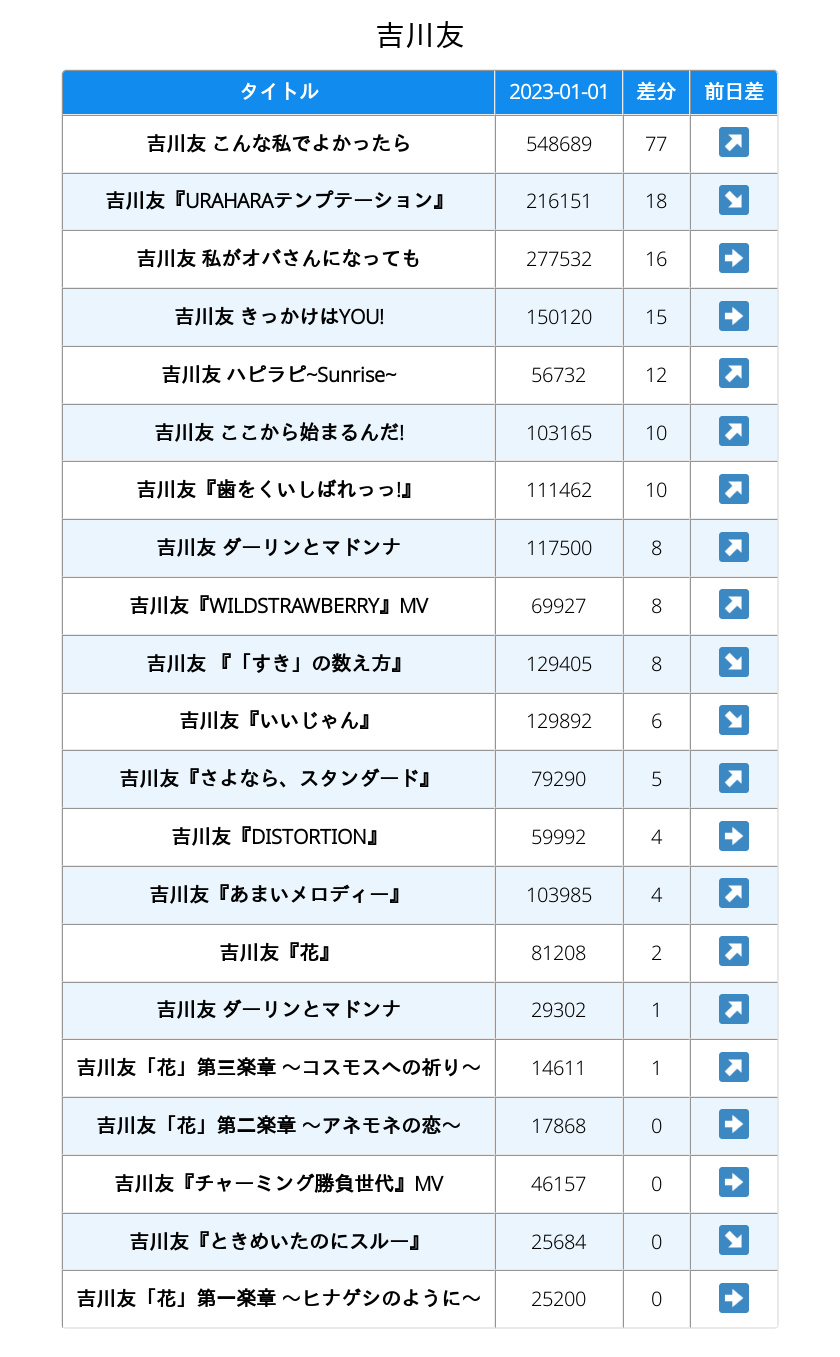 吉川友
タイトル 2023-01-01 差分 前日差
吉川友 こんな私でよかったら 548689 77 ↗
吉川友『URAHARAテンプテーション』 216151 18 ↘
吉川友 私がオバさんになっても 277532 16 ➡
吉川友 きっかけはYOU! 150120 15 ➡
吉川友 ハピラピ~Sunrise~ 56732 12 ↗
吉川友 ここから始まるんだ! 103165 10 ↗
吉川友『歯をくいしばれっっ!』 111462 10 ↗
吉川友 ダーリンとマドンナ 117500 8 ↗
吉川友『WILDSTRAWBERRY』MV 69927 8 ↗
吉川友 『「すき」の数え方』 129405 8 ↘
吉川友『いいじゃん』 129892 6 ↘
吉川友『さよなら、スタンダード』 79290 5 ↗
吉川友『DISTORTION』 59992 4 ➡
吉川友『あまいメロディー』 103985 4 ↗
吉川友『花』 81208 2 ↗
吉川友 ダーリンとマドンナ 29302 1 ↗
吉川友「花」第三楽章 ～コスモスへの祈り～ 14611 1 ↗
吉川友「花」第二楽章 ～アネモネの恋～ 17868 0 ➡
吉川友『チャーミング勝負世代』MV 46157 0 ➡
吉川友『ときめいたのにスルー』 25684 0 ↘
吉川友「花」第一楽章 ～ヒナゲシのように～ 25200 0 ➡